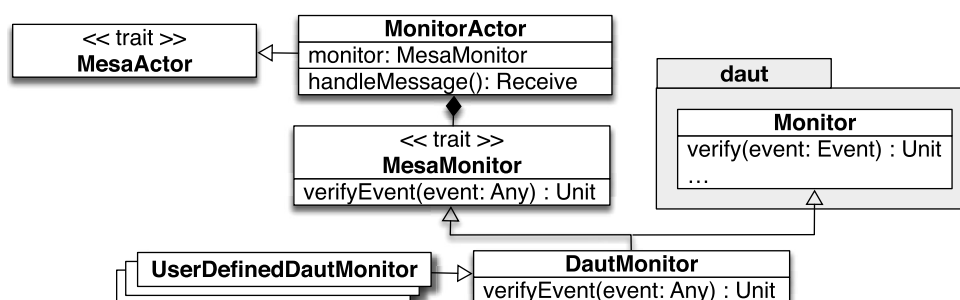 << trait >>
MesaActor
MonitorActor
monitor: MesaMonitor
handleMessage(): Receive
<< trait >>
MesaMonitor
verifyEvent(event: Any) : Unit
daut
Monitor
verify(event: Event) : Unit
...
UserDefinedDautMonitor
DautMonitor
verifyEvent(event: Any) : Unit